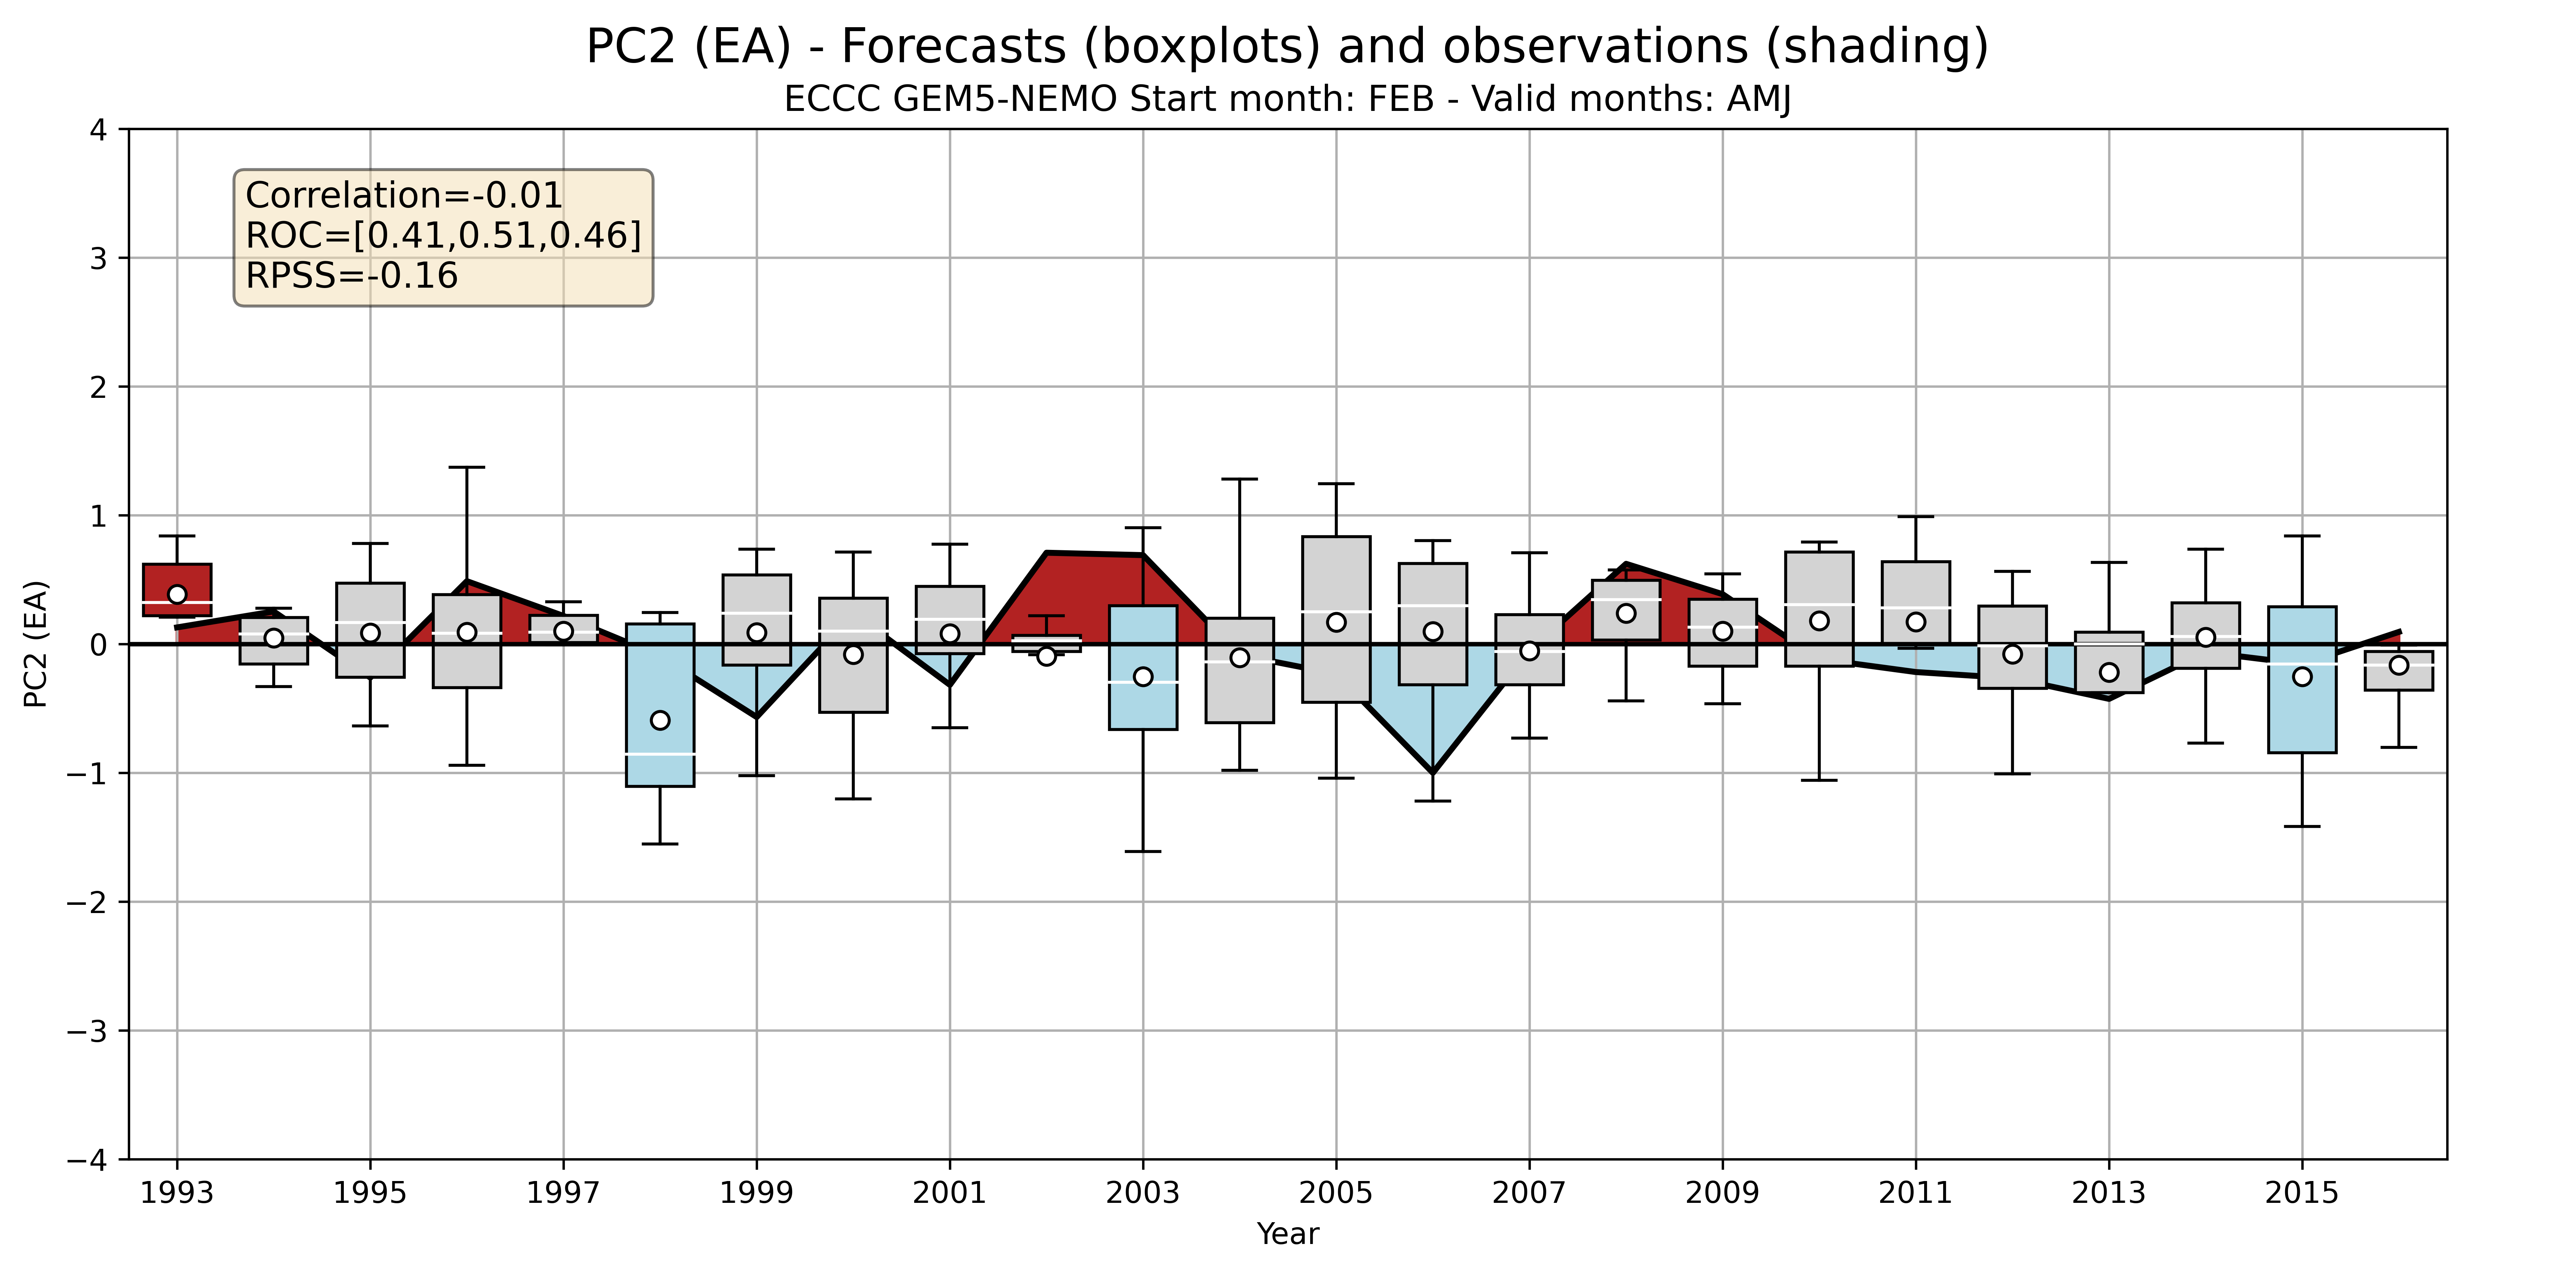 PC2 (EA) - Forecasts (boxplots) and observations (shading)
ECCC GEM5-NEMO Start month: FEB - Valid months: AMJ
Correlation=-0.01
ROC=[0.41,0.51,0.46]
RPSS=-0.16
PC2 (EA)
4
3
2
1
0
−1
−2
−3
−4
1993 1995 1997 1999 2001 2003 2005 2007 2009 2011 2013 2015
Year